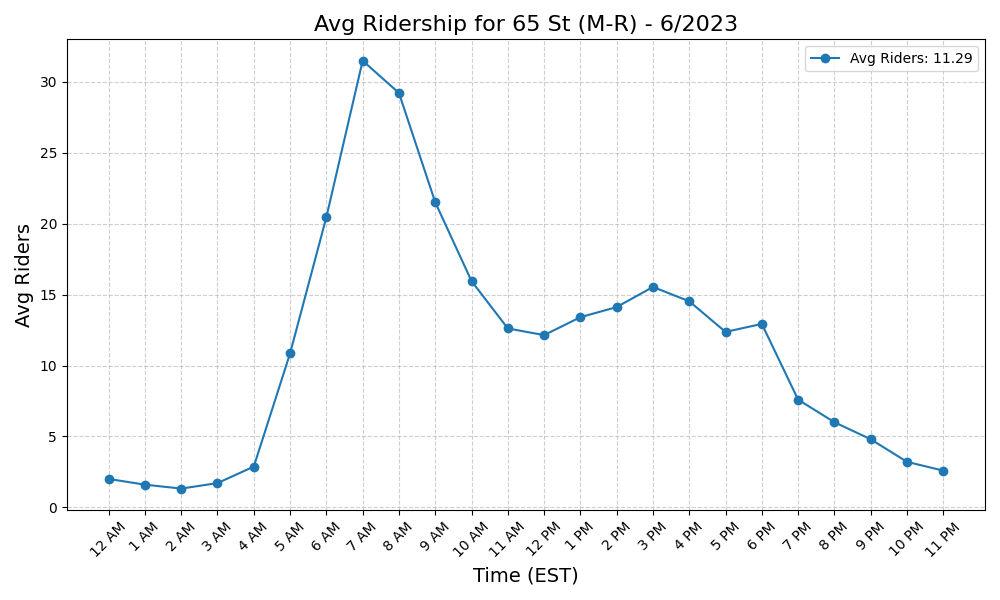 Avg Ridership for 65 St (M-R) - 6/2023
Avg Riders: 11.29
Avg Riders
30
25
20
15
10
5
0
12 AM 1 AM 2 AM 3 AM 4 AM 5 AM 6 AM 7 AM 8 AM 9 AM 10 AM 11 AM 12 PM 1 PM 2 PM 3 PM 4 PM 5 PM 6 PM 7 PM 8 PM 9 PM 10 PM 11 PM
Time (EST)